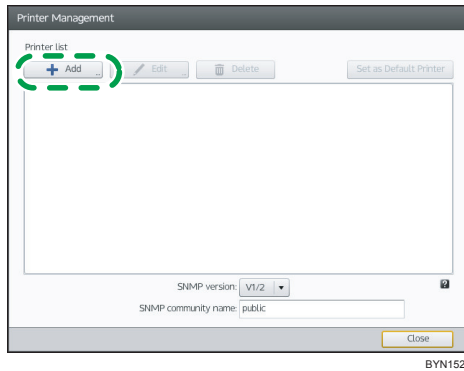 Printer Management
Printer list
Add Edit Delete Set as Default Printer
SNMP version: V1/2
SNMP community name: public
Close
BYN152